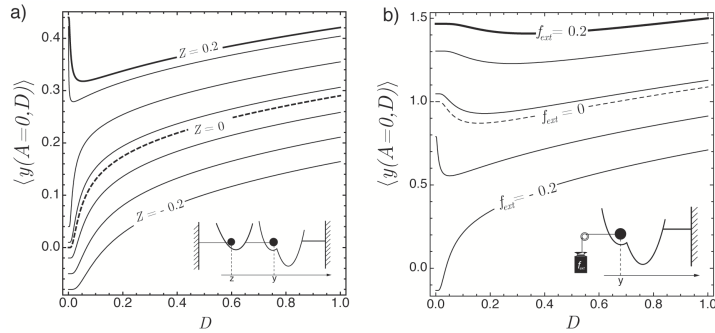 a)
⟨y(A=0,D)⟩
0.4
0.3
0.2
0.1
0.0
Z = 0.2
Z = 0
Z = - 0.2
z
y
0.0
0.2
0.4
0.6
0.8
1.0
D
b)
⟨y(A=0,D)⟩
1.5
1.0
0.5
0.0
f_ext = 0.2
f_ext = 0
f_ext = - 0.2
f_ext
y
0.0
0.2
0.4
0.6
0.8
1.0
D